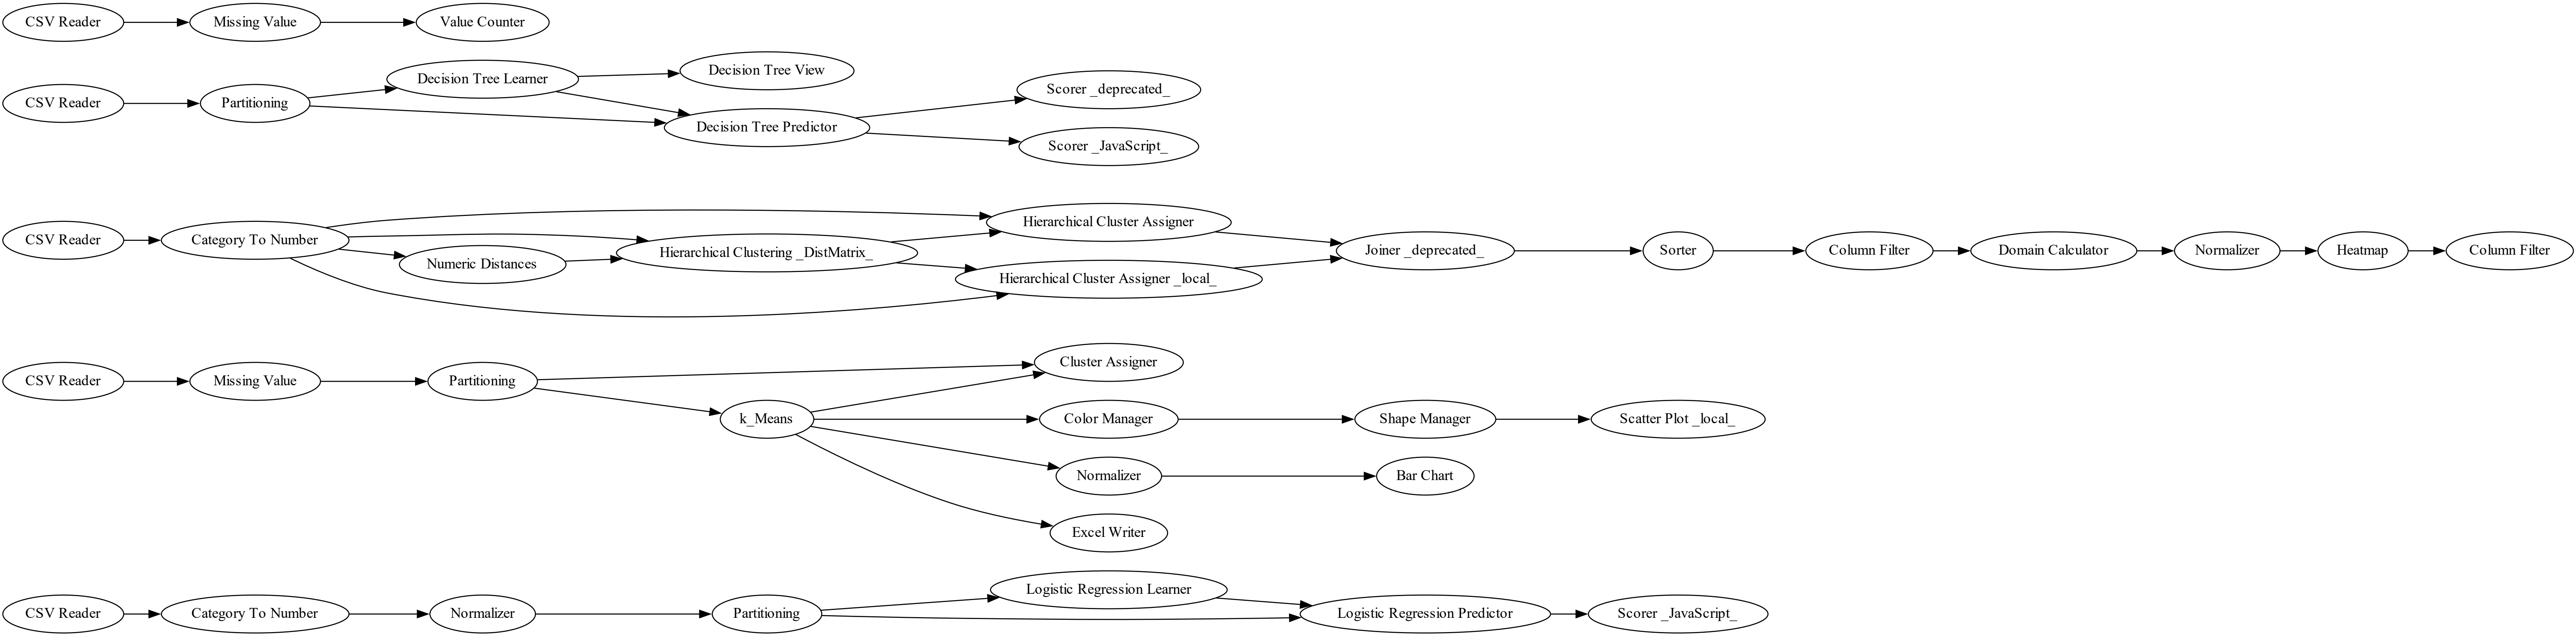 CSV Reader
Missing Value
Value Counter
CSV Reader
Partitioning
Decision Tree Learner
Decision Tree View
Decision Tree Predictor
Scorer _deprecated_
Scorer _JavaScript_
CSV Reader
Category To Number
Numeric Distances
Hierarchical Clustering _DistMatrix_
Hierarchical Cluster Assigner
Hierarchical Cluster Assigner _local_
Joiner _deprecated_
Sorter
Column Filter
Domain Calculator
Normalizer
Heatmap
Column Filter
CSV Reader
Missing Value
Partitioning
k_Means
Cluster Assigner
Color Manager
Shape Manager
Scatter Plot _local_
Normalizer
Bar Chart
Excel Writer
CSV Reader
Category To Number
Normalizer
Partitioning
Logistic Regression Learner
Logistic Regression Predictor
Scorer _JavaScript_